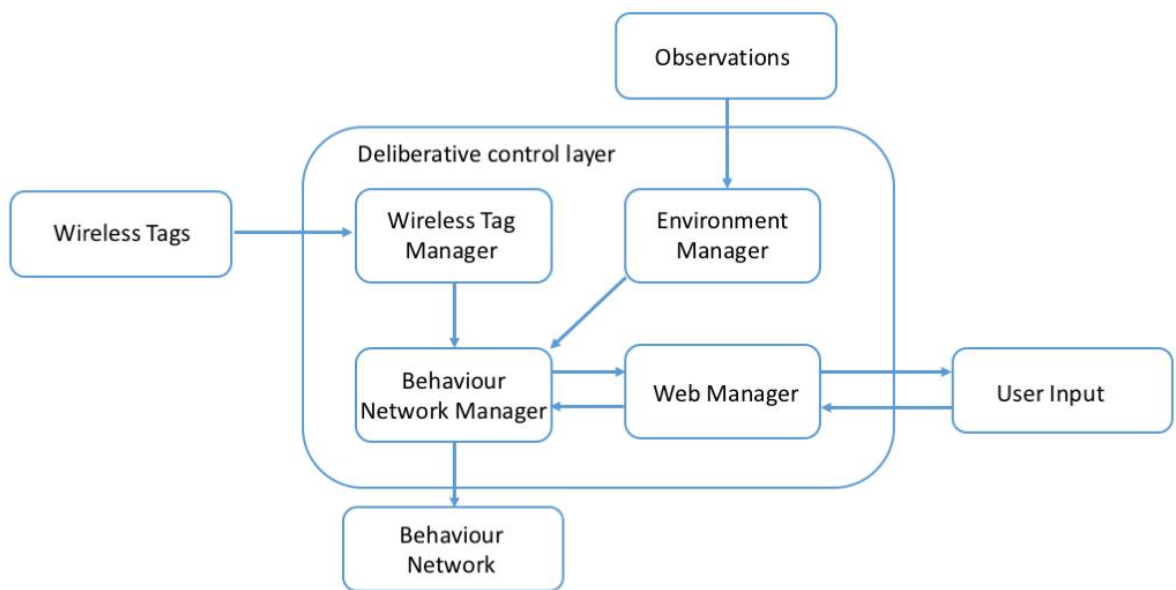 Observations
Deliberative control layer
Wireless Tags
Wireless Tag
Manager
Environment
Manager
Behaviour
Network Manager
Web Manager
User Input
Behaviour
Network